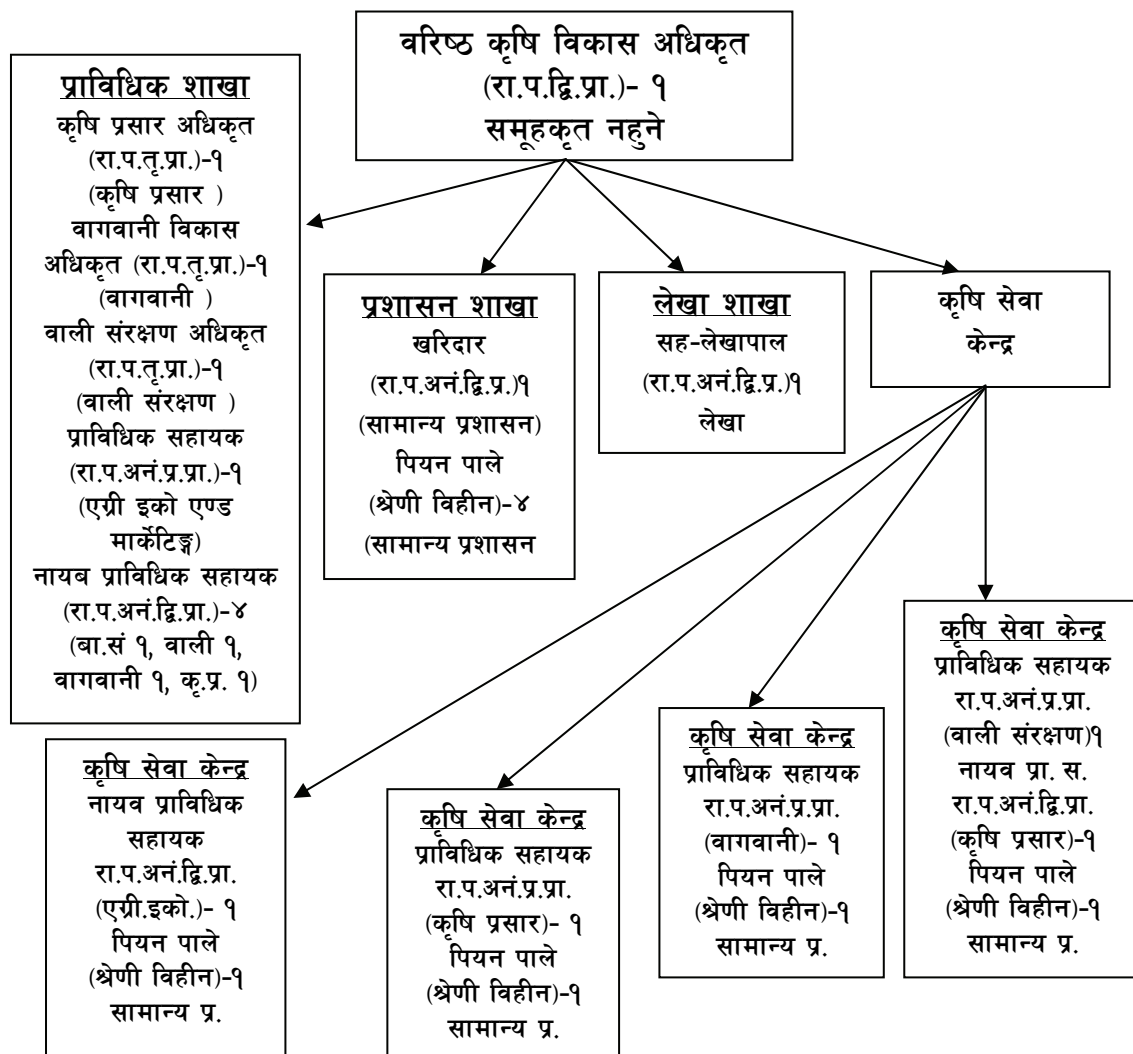 वरिष्ठ कृषि विकास अधिकृत
(रा.प.द्वि.प्रा.)- १
समूहकृत नहुने
प्राविधिक शाखा
कृषि प्रसार अधिकृत
(रा.प.तृ.प्रा.)-१
(कृषि प्रसार )
वागवानी विकास
अधिकृत (रा.प.तृ.प्रा.)-१
(वागवानी )
वाली संरक्षण अधिकृत
(रा.प.तृ.प्रा.)-१
(वाली संरक्षण )
प्राविधिक सहायक
(रा.प.अनं.प्र.प्रा.)-१
(एग्री इको एण्ड
मार्केटिङ्ग)
नायब प्राविधिक सहायक
(रा.प.अनं.द्वि.प्रा.)-४
(बा.सं १, वाली १,
वागवानी १, कृ.प्र. १)
प्रशासन शाखा
खरिदार
(रा.प.अनं.द्वि.प्र.)१
(सामान्य प्रशासन)
पियन पाले
(श्रेणी विहीन)-४
(सामान्य प्रशासन
लेखा शाखा
सह-लेखापाल
(रा.प.अनं.द्वि.प्र.)१
लेखा
कृषि सेवा
केन्द्र
कृषि सेवा केन्द्र
नायव प्राविधिक
सहायक
रा.प.अनं.द्वि.प्रा.
(एग्री.इको.)- १
पियन पाले
(श्रेणी विहीन)-१
सामान्य प्र.
कृषि सेवा केन्द्र
प्राविधिक सहायक
रा.प.अनं.प्र.प्रा.
(कृषि प्रसार)- १
पियन पाले
(श्रेणी विहीन)-१
सामान्य प्र.
कृषि सेवा केन्द्र
प्राविधिक सहायक
रा.प.अनं.प्र.प्रा.
(वागवानी)- १
पियन पाले
(श्रेणी विहीन)-१
सामान्य प्र.
कृषि सेवा केन्द्र
प्राविधिक सहायक
रा.प.अनं.प्र.प्रा.
(वाली संरक्षण)१
नायव प्रा. स.
रा.प.अनं.द्वि.प्रा.
(कृषि प्रसार)-१
पियन पाले
(श्रेणी विहीन)-१
सामान्य प्र.